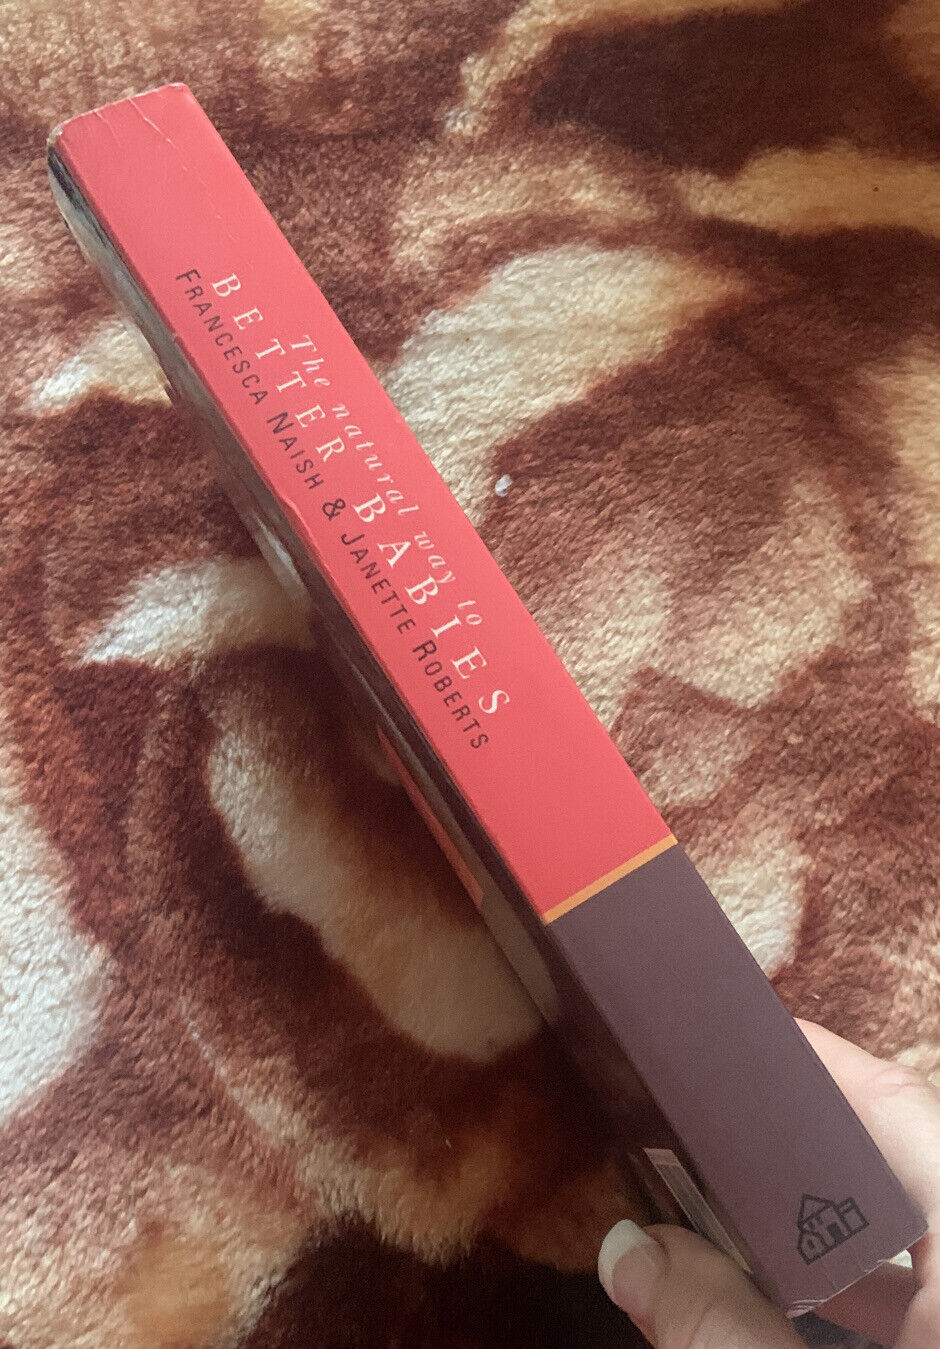 The natural way to
BETTER BABIES
FRANCESCA NAISH & JANETTE ROBERTS